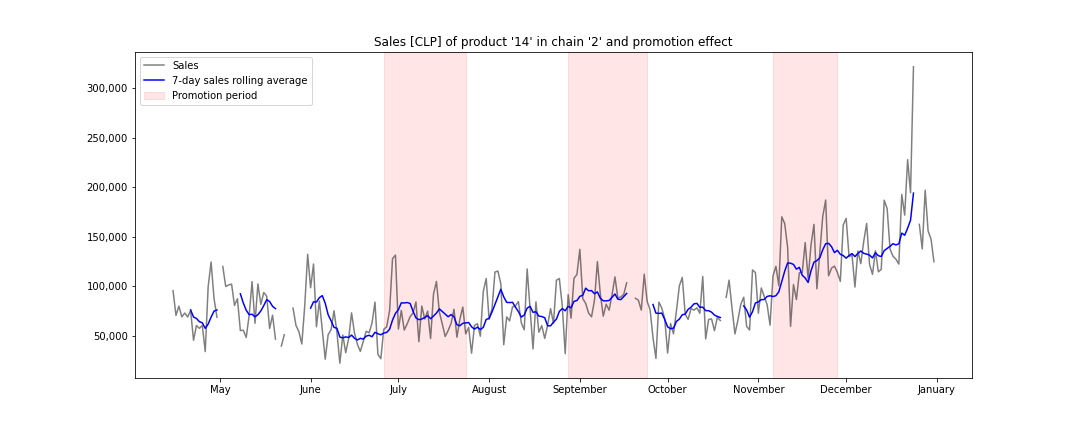 Sales [CLP] of product '14' in chain '2' and promotion effect
Sales
7-day sales rolling average
Promotion period
300,000
250,000
200,000
150,000
100,000
50,000
May June July August September October November December January